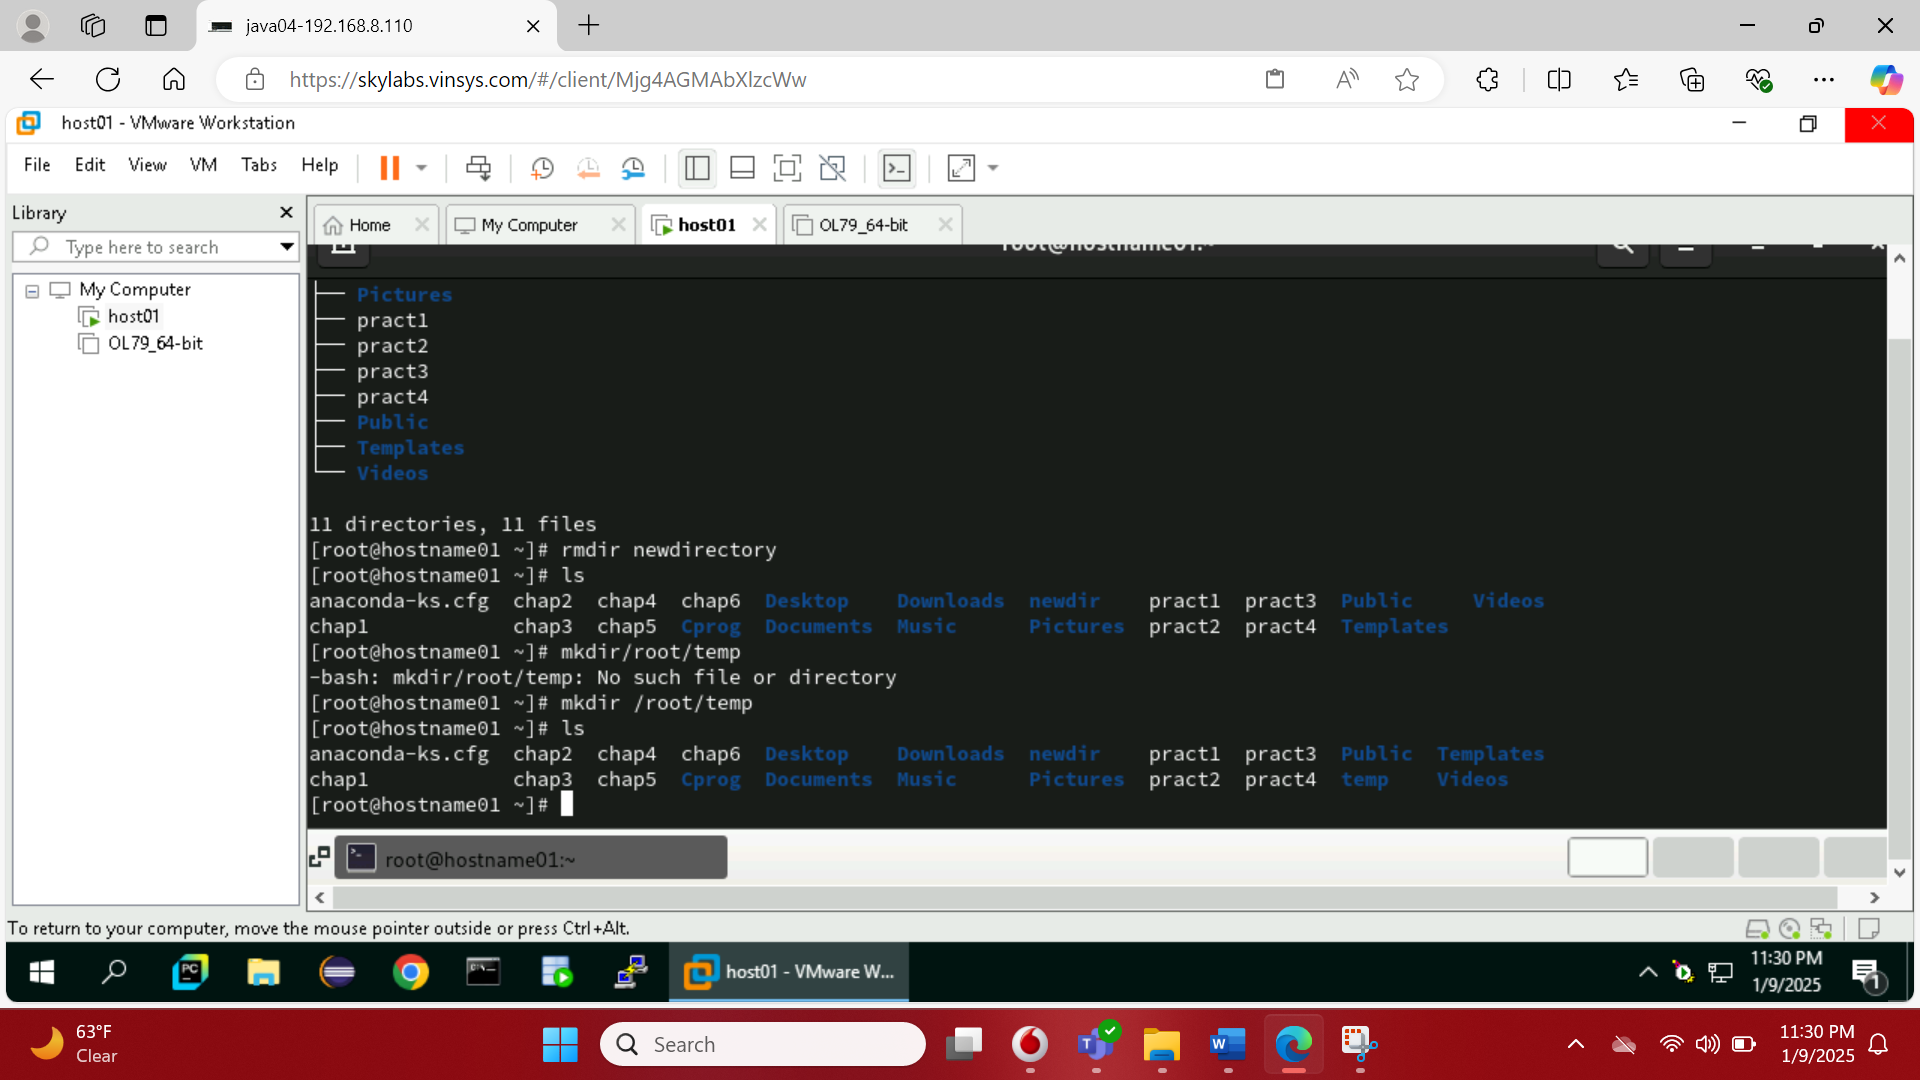 java04-192.168.8.110
https://skylabs.vinsys.com/#/client/Mjg4AGMAbXlzcWw
host01 - VMware Workstation
File Edit View VM Tabs Help
Library
Type here to search
My Computer
host01
OL79_64-bit
Home
My Computer
host01
OL79_64-bit
root@hostname01:~
Pictures
pract1
pract2
pract3
pract4
Public
Templates
Videos
11 directories, 11 files
[root@hostname01 ~]# rmdir newdirectory
[root@hostname01 ~]# ls
anaconda-ks.cfg chap2 chap4 chap6 Desktop Downloads newdir pract1 pract3 Public Videos
chap1 chap3 chap5 Cprog Documents Music Pictures pract2 pract4 Templates
[root@hostname01 ~]# mkdir/root/temp
-bash: mkdir/root/temp: No such file or directory
[root@hostname01 ~]# mkdir /root/temp
[root@hostname01 ~]# ls
anaconda-ks.cfg chap2 chap4 chap6 Desktop Downloads newdir pract1 pract3 Public Templates
chap1 chap3 chap5 Cprog Documents Music Pictures pract2 pract4 temp Videos
[root@hostname01 ~]#
root@hostname01:~
To return to your computer, move the mouse pointer outside or press Ctrl+Alt.
host01 - VMware W...
11:30 PM
1/9/2025
1
63°F
Clear
Search
11:30 PM
1/9/2025